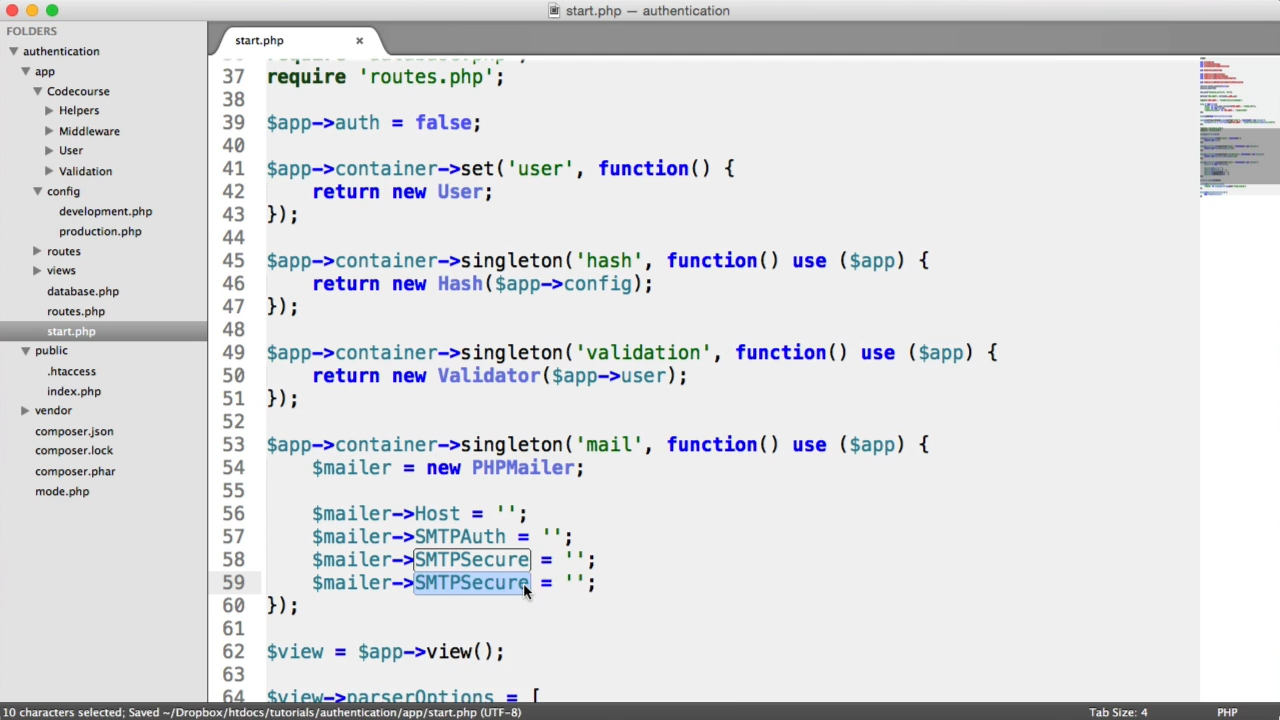 start.php — authentication
FOLDERS
authentication
app
Codecourse
Helpers
Middleware
User
Validation
config
development.php
production.php
routes
views
database.php
routes.php
start.php
public
.htaccess
index.php
vendor
composer.json
composer.lock
composer.phar
mode.php
start.php
37 require 'routes.php';
38
39 $app->auth = false;
40
41 $app->container->set('user', function() {
42 return new User;
43 });
44
45 $app->container->singleton('hash', function() use ($app) {
46 return new Hash($app->config);
47 });
48
49 $app->container->singleton('validation', function() use ($app) {
50 return new Validator($app->user);
51 });
52
53 $app->container->singleton('mail', function() use ($app) {
54 $mailer = new PHPMailer;
55
56 $mailer->Host = '';
57 $mailer->SMTPAuth = '';
58 $mailer->SMTPSecure = '';
59 $mailer->SMTPSecure = '';
60 });
61
62 $view = $app->view();
63
64 $view->parserOptions = [
10 characters selected; Saved ~/Dropbox/htdocs/tutorials/authentication/app/start.php (UTF-8)
Tab Size: 4
PHP